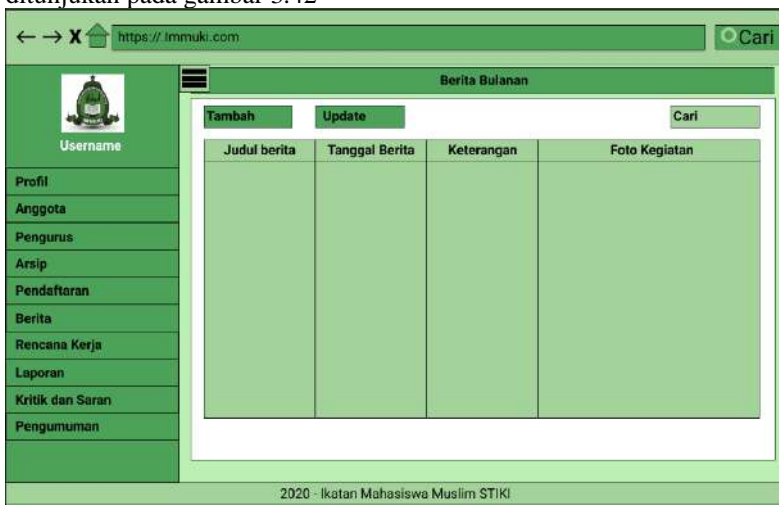 ditunjukan pada gambar 3.42
← → X https://.Immuki.com Cari
Berita Bulanan
Tambah Update Cari
Username
Judul berita Tanggal Berita Keterangan Foto Kegiatan
Profil
Anggota
Pengurus
Arsip
Pendaftaran
Berita
Rencana Kerja
Laporan
Kritik dan Saran
Pengumuman
2020 - Ikatan Mahasiswa Muslim STIKI